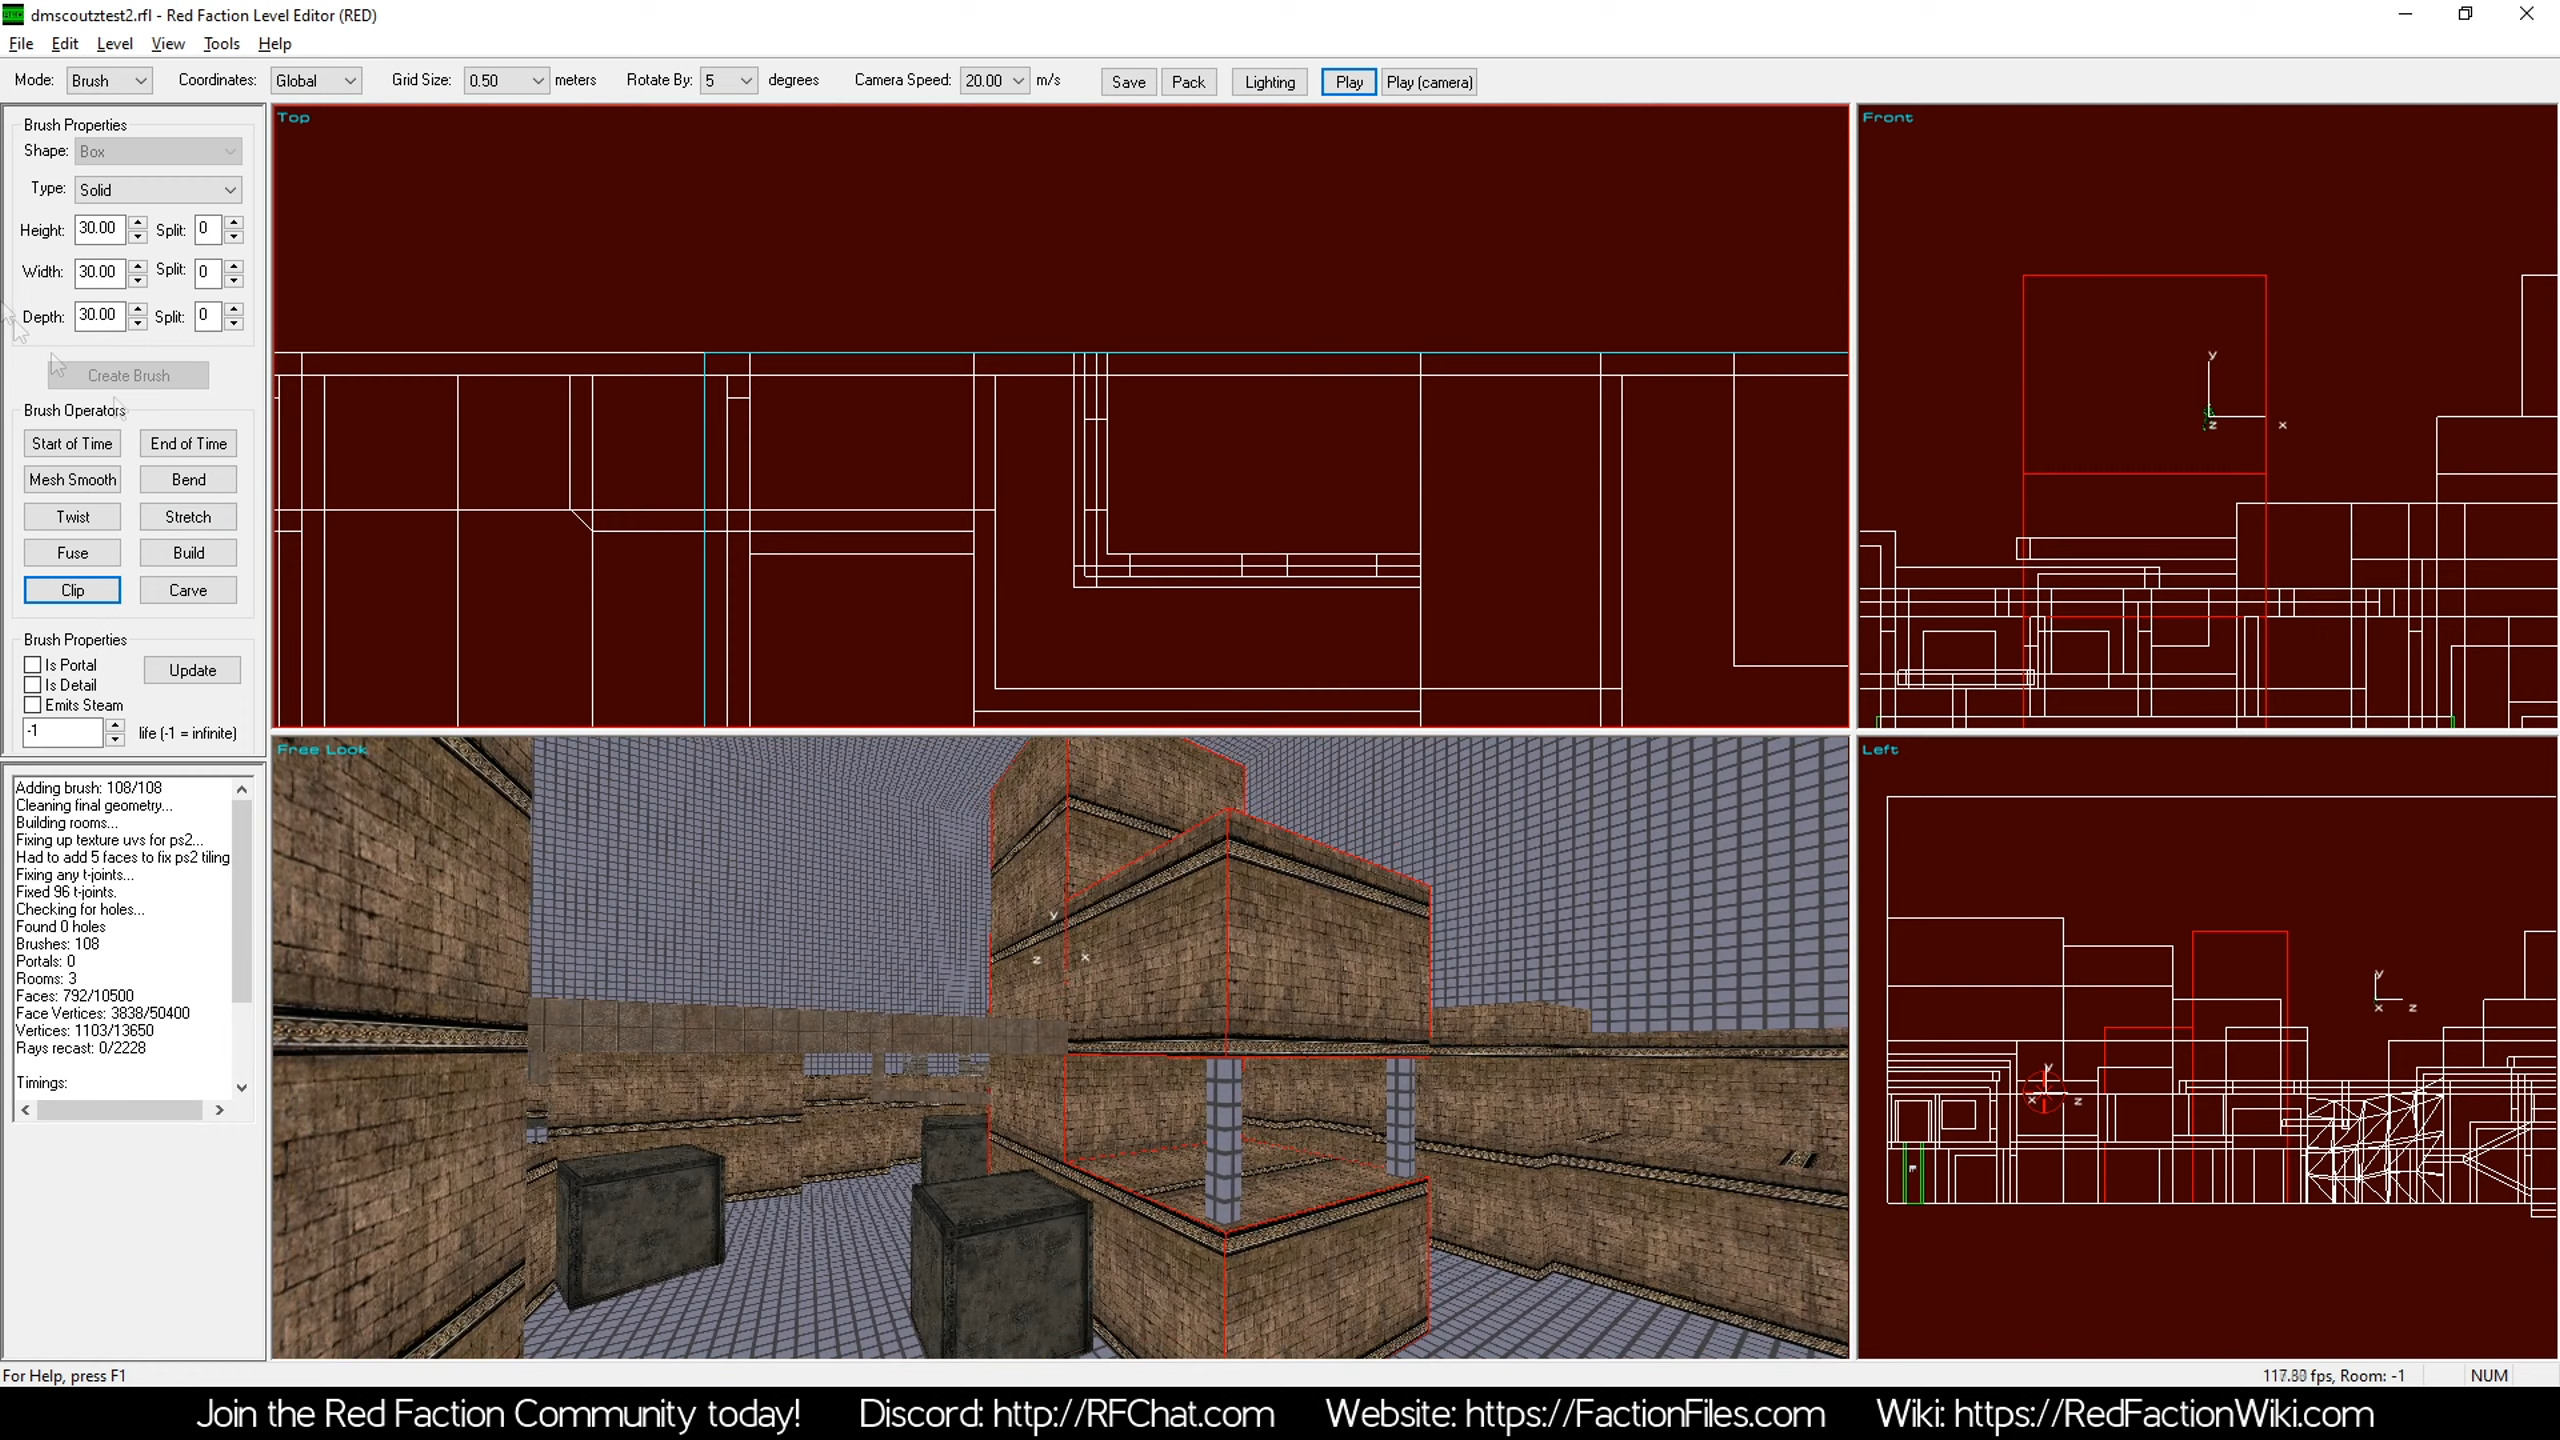 dmscoutztest2.rfl - Red Faction Level Editor (RED)
File Edit Level View Tools Help
Mode: Brush Coordinates: Global Grid Size: 0.50 meters Rotate By: 5 degrees Camera Speed: 20.00 m/s Save Pack Lighting Play Play (camera)
Brush Properties
Shape: Box
Type: Solid
Height: 30.00 Split: 0
Width: 30.00 Split: 0
Depth: 30.00 Split: 0
Create Brush
Brush Operators
Start of Time End of Time
Mesh Smooth Bend
Twist Stretch
Fuse Build
Clip Carve
Brush Properties
Is Portal Update
Is Detail
Emits Steam
-1 life (-1 = infinite)
Adding brush: 108/108
Cleaning final geometry...
Building rooms...
Fixing up texture uvs for ps2...
Had to add 5 faces to fix ps2 tiling
Fixing any t-joints...
Fixed 96 t-joints.
Checking for holes...
Found 0 holes
Brushes: 108
Portals: 0
Rooms: 3
Faces: 792/10500
Face Vertices: 3838/50400
Vertices: 1103/13650
Rays recast: 0/2228
Timings:
Top
Front
y
z x
Free Look
y
z x
Left
y
x z
y
x z
For Help, press F1
fps, Room: -1 NUM
Join the Red Faction Community today! Discord: http://RFChat.com Website: https://FactionFiles.com Wiki: https://RedFactionWiki.com